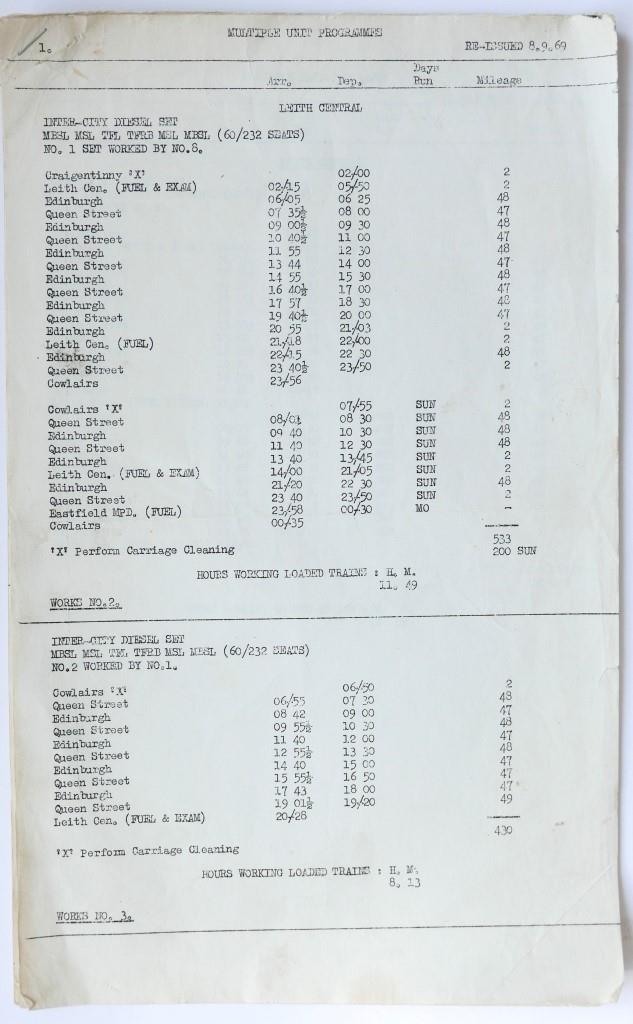 MULTIPLE UNIT PROGRAMMES
1. RE-ISSUED 8.9.69
Arr. Dep. Days Run Mileage
LEITH CENTRAL
INTER-CITY DIESEL SET
MBSL MSL TFL TFRB MSL MBSL (60/232 SEATS)
NO. 1 SET WORKED BY NO.8.
Craigentinny 'X' 02/00 2
Leith Cen. (FUEL & EXAM) 02/15 05/50 2
Edinburgh 06/05 06 25 48
Queen Street 07 35½ 08 00 47
Edinburgh 09 00½ 09 30 48
Queen Street 10 40½ 11 00 47
Edinburgh 11 55 12 30 48
Queen Street 13 44 14 00 47
Edinburgh 14 55 15 30 48
Queen Street 16 40½ 17 00 47
Edinburgh 17 57 18 30 48
Queen Street 19 40½ 20 00 47
Edinburgh 20 55 21/03 2
Leith Cen. (FUEL) 21/18 22/00 2
Edinburgh 22/15 22 30 48
Queen Street 23 40½ 23/50 2
Cowlairs 23/56
Cowlairs 'X' 07/55 SUN 2
Queen Street 08/01 08 30 SUN 48
Edinburgh 09 40 10 30 SUN 48
Queen Street 11 40 12 30 SUN 48
Edinburgh 13 40 13/45 SUN 2
Leith Cen. (FUEL & EXAM) 14/00 21/05 SUN 2
Edinburgh 21/20 22 30 SUN 48
Queen Street 23 40 23/50 SUN 2
Eastfield MPD. (FUEL) 23/58 00/30 MO -
Cowlairs 00/35
533
'X' Perform Carriage Cleaning 200 SUN
HOURS WORKING LOADED TRAINS : H. M.
11. 49
WORKS NO.2.
INTER-CITY DIESEL SET
MBSL MSL TFL TFRB MSL MBSL (60/232 SEATS)
NO.2 WORKED BY NO.1.
Cowlairs 'X' 06/50 2
Queen Street 06/55 07 30 48
Edinburgh 08 42 09 00 47
Queen Street 09 55½ 10 30 48
Edinburgh 11 40 12 00 47
Queen Street 12 55½ 13 30 48
Edinburgh 14 40 15 00 47
Queen Street 15 55½ 16 50 47
Edinburgh 17 43 18 00 47
Queen Street 19 01½ 19/20 49
Leith Cen. (FUEL & EXAM) 20/28
430
'X' Perform Carriage Cleaning
HOURS WORKING LOADED TRAINS : H. M.
8. 13
WORKS NO. 3.